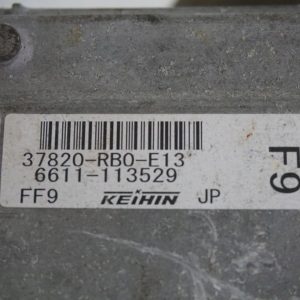 37820-RB0-E13
6611-113529
FF9 KEIHIN JP
F9